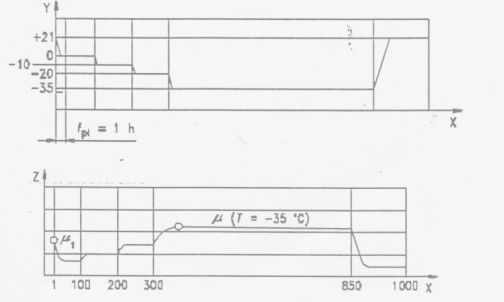 Y
+21
0
-10
-20
-35
t_pl = 1 h
X
Z
μ₁
μ (T = -35 °C)
1 100 200 300 850 1000 X